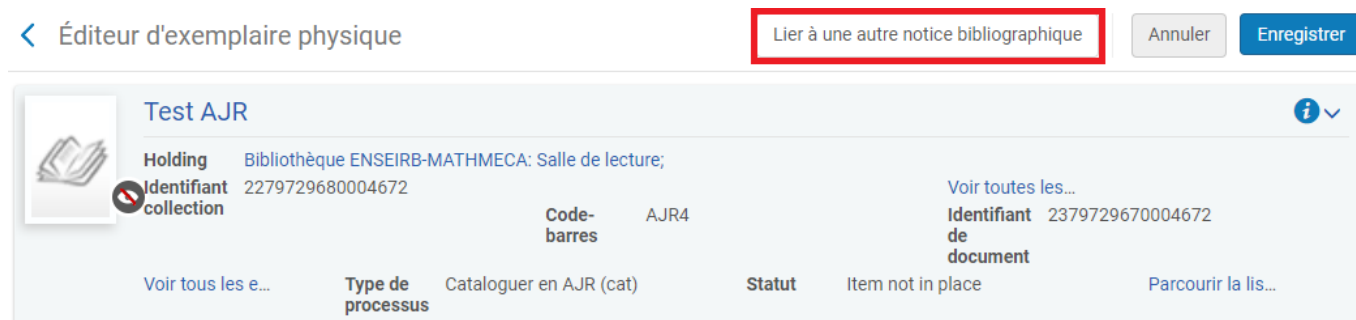 Éditeur d'exemplaire physique Lier à une autre notice bibliographique Annuler Enregistrer
Test AJR
Holding Bibliothèque ENSEIRB-MATHMECA: Salle de lecture;
Identifiant collection 2279729680004672 Voir toutes les...
Code-barres AJR4 Identifiant de document 2379729670004672
Voir tous les e... Type de processus Cataloguer en AJR (cat) Statut Item not in place Parcourir la lis...